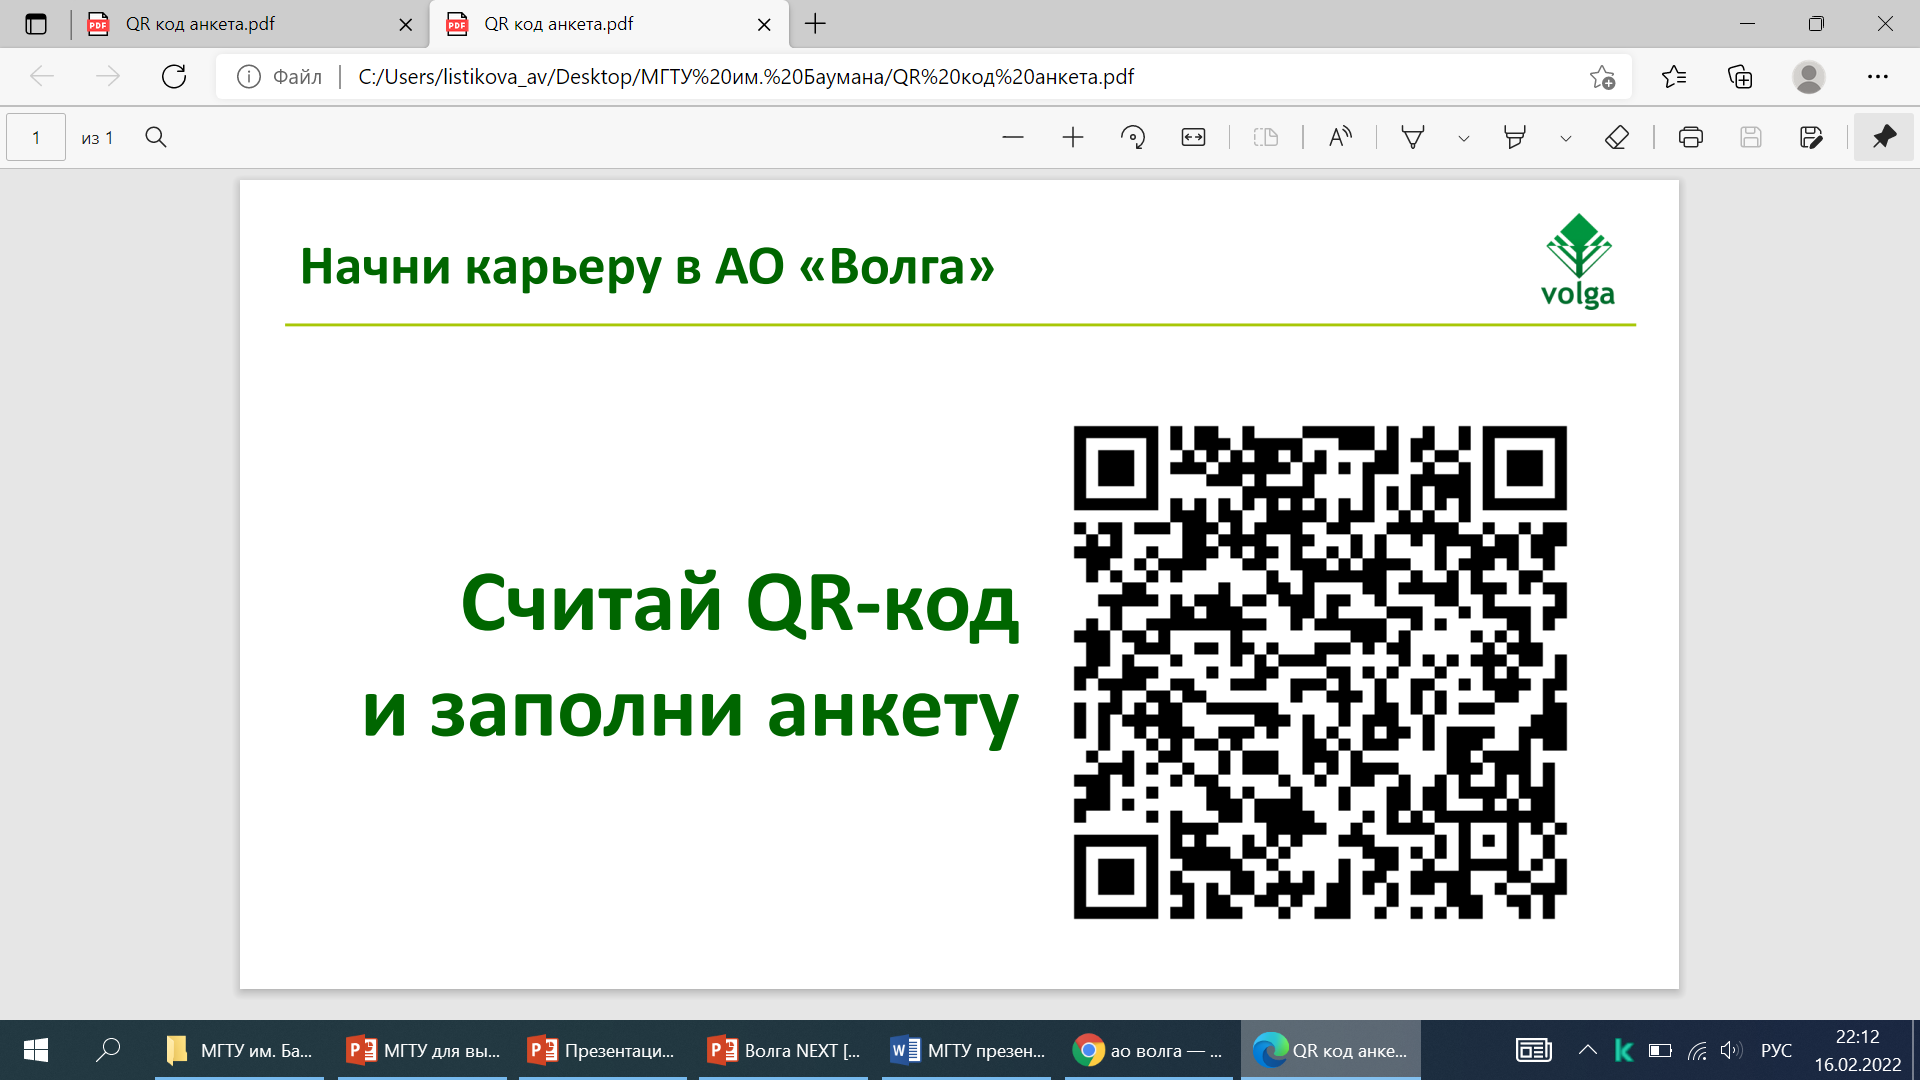 QR код анкета.pdf
QR код анкета.pdf
Файл
C:/Users/listikova_av/Desktop/МГТУ%20им.%20Баумана/QR%20код%20анкета.pdf
1 из 1
Начни карьеру в АО «Волга»
volga
Считай QR-код
и заполни анкету
МГТУ им. Ба...
МГТУ для вы...
Презентаци...
Волга NEXT [...
МГТУ презен...
ао волга — ...
QR код анке...
РУС
22:12
16.02.2022